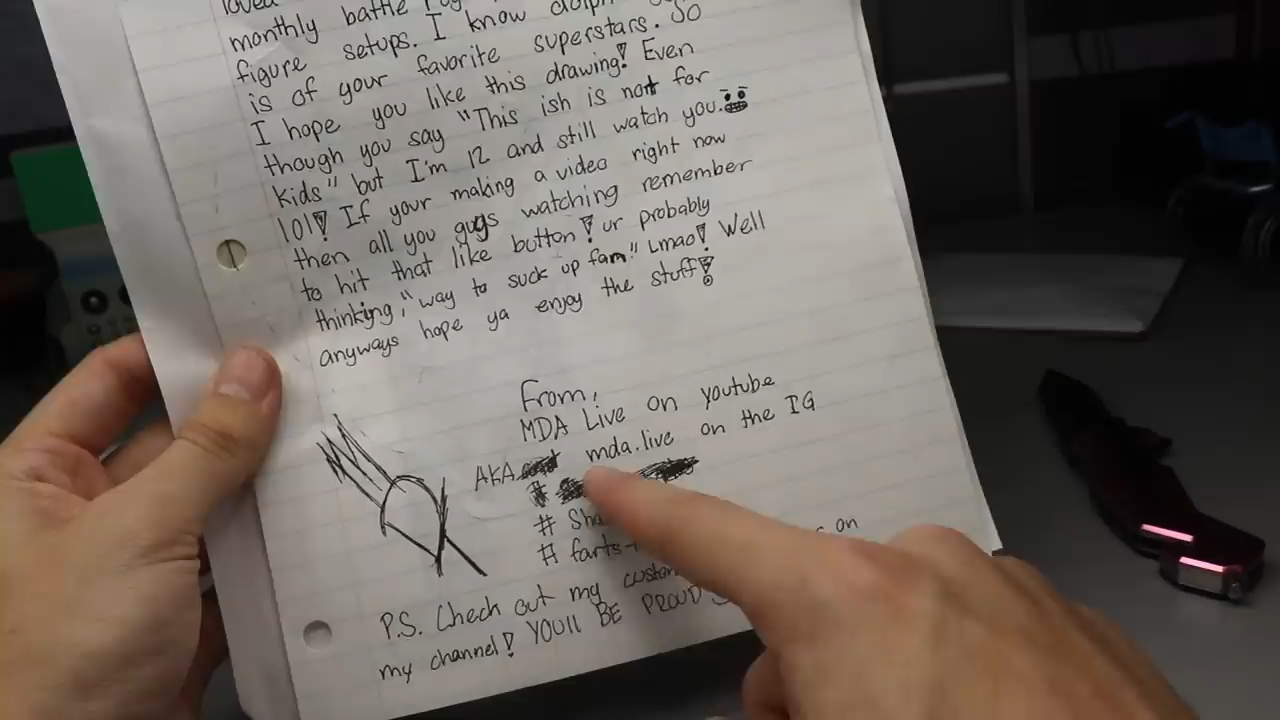 loved
monthly battle
figure setups. I know dolph
is of your favorite superstars. So
I hope you like this drawing! Even
though you say "This ish is not for
kids" but I'm 12 and still watch you.
lol! If your making a video right now
then all you guys watching remember
to hit that like button! ur probably
thinking, "way to suck up fam" Lmao! Well
anyways hope ya enjoy the stuff!
From,
MDA Live on youtube
AKA mda.live on the IG
#
# Sha
# farts-
P.S. Check out my custom on
my channel! YOU'll BE PROUD